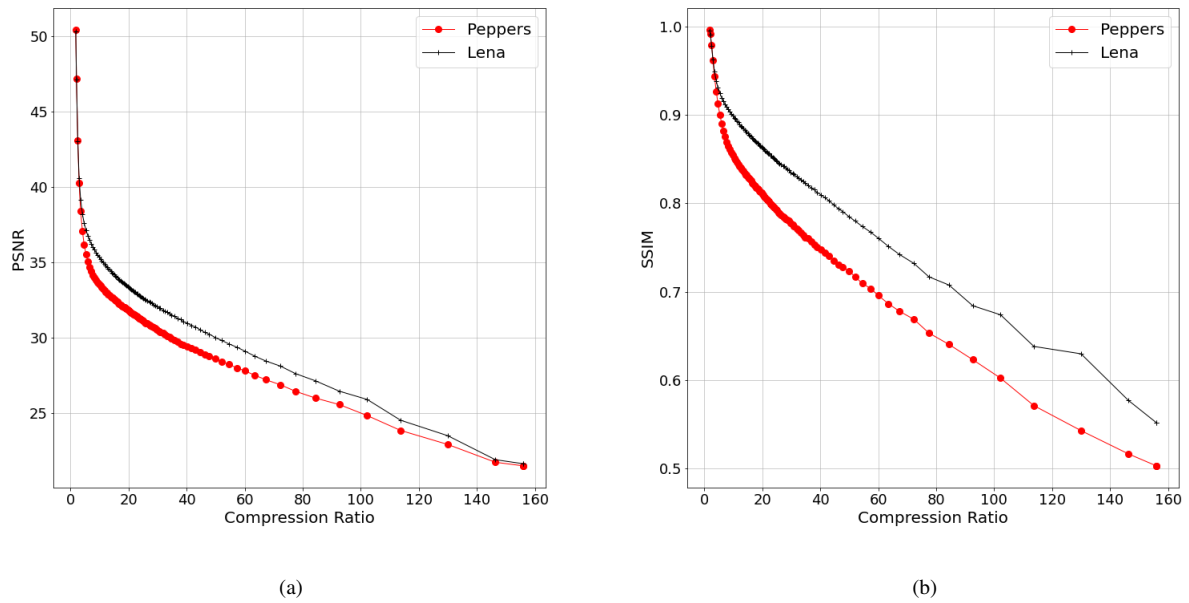 Peppers
Lena
50
45
40
35
30
25
PSNR
0 20 40 60 80 100 120 140 160
Compression Ratio
(a)
Peppers
Lena
1.0
0.9
0.8
0.7
0.6
0.5
SSIM
0 20 40 60 80 100 120 140 160
Compression Ratio
(b)